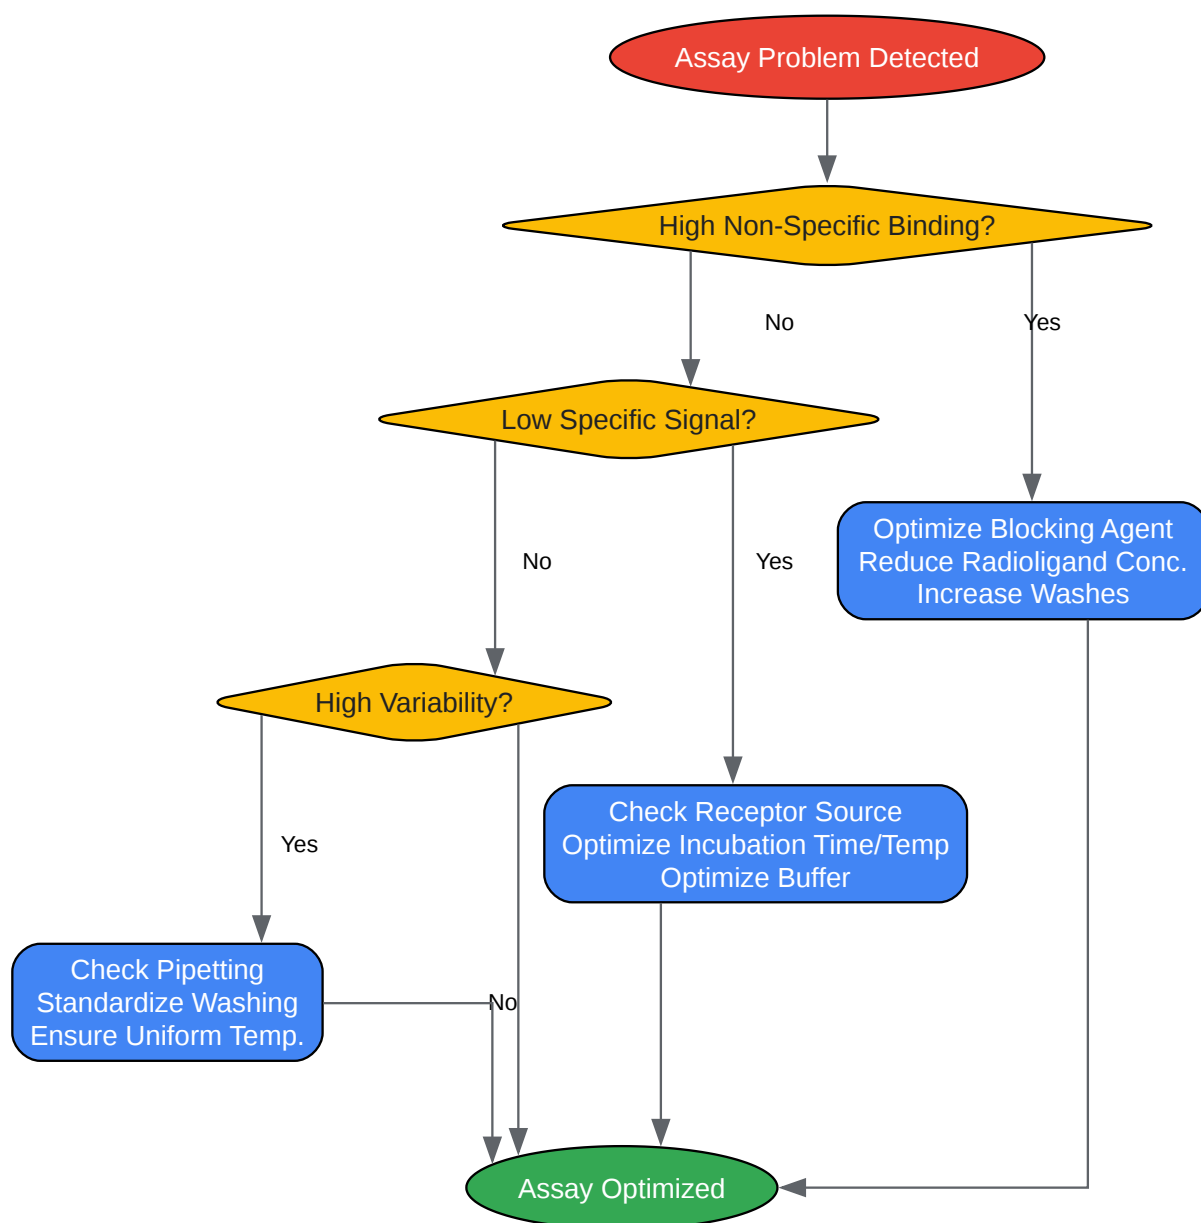 Assay Problem Detected
High Non-Specific Binding?
No
Yes
Low Specific Signal?
Optimize Blocking Agent
Reduce Radioligand Conc.
Increase Washes
No
Yes
High Variability?
Check Receptor Source
Optimize Incubation Time/Temp
Optimize Buffer
Yes
Check Pipetting
Standardize Washing
Ensure Uniform Temp.
No
Assay Optimized